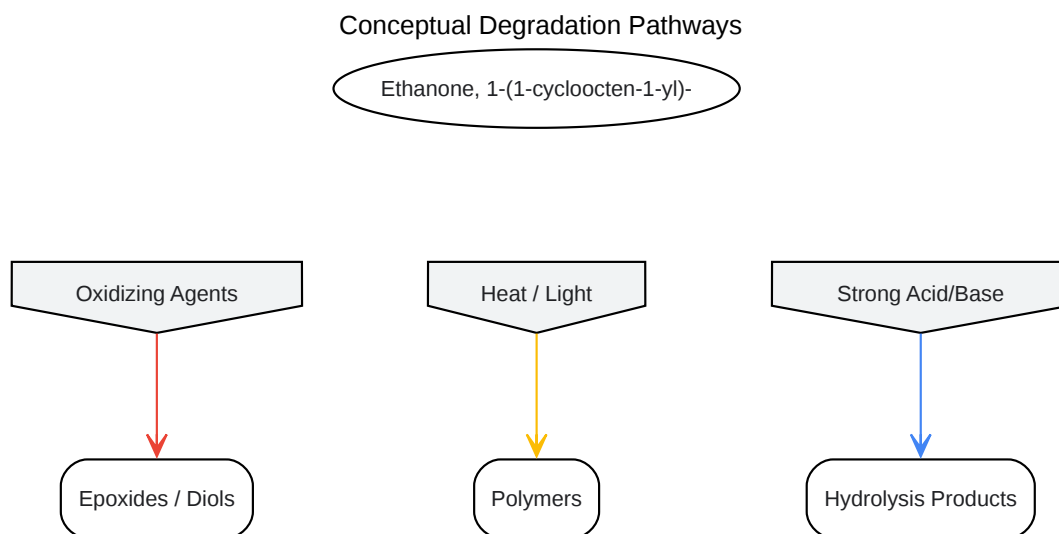 Conceptual Degradation Pathways
Ethanone, 1-(1-cycloocten-1-yl)-
Oxidizing Agents
Heat / Light
Strong Acid/Base
Epoxides / Diols
Polymers
Hydrolysis Products